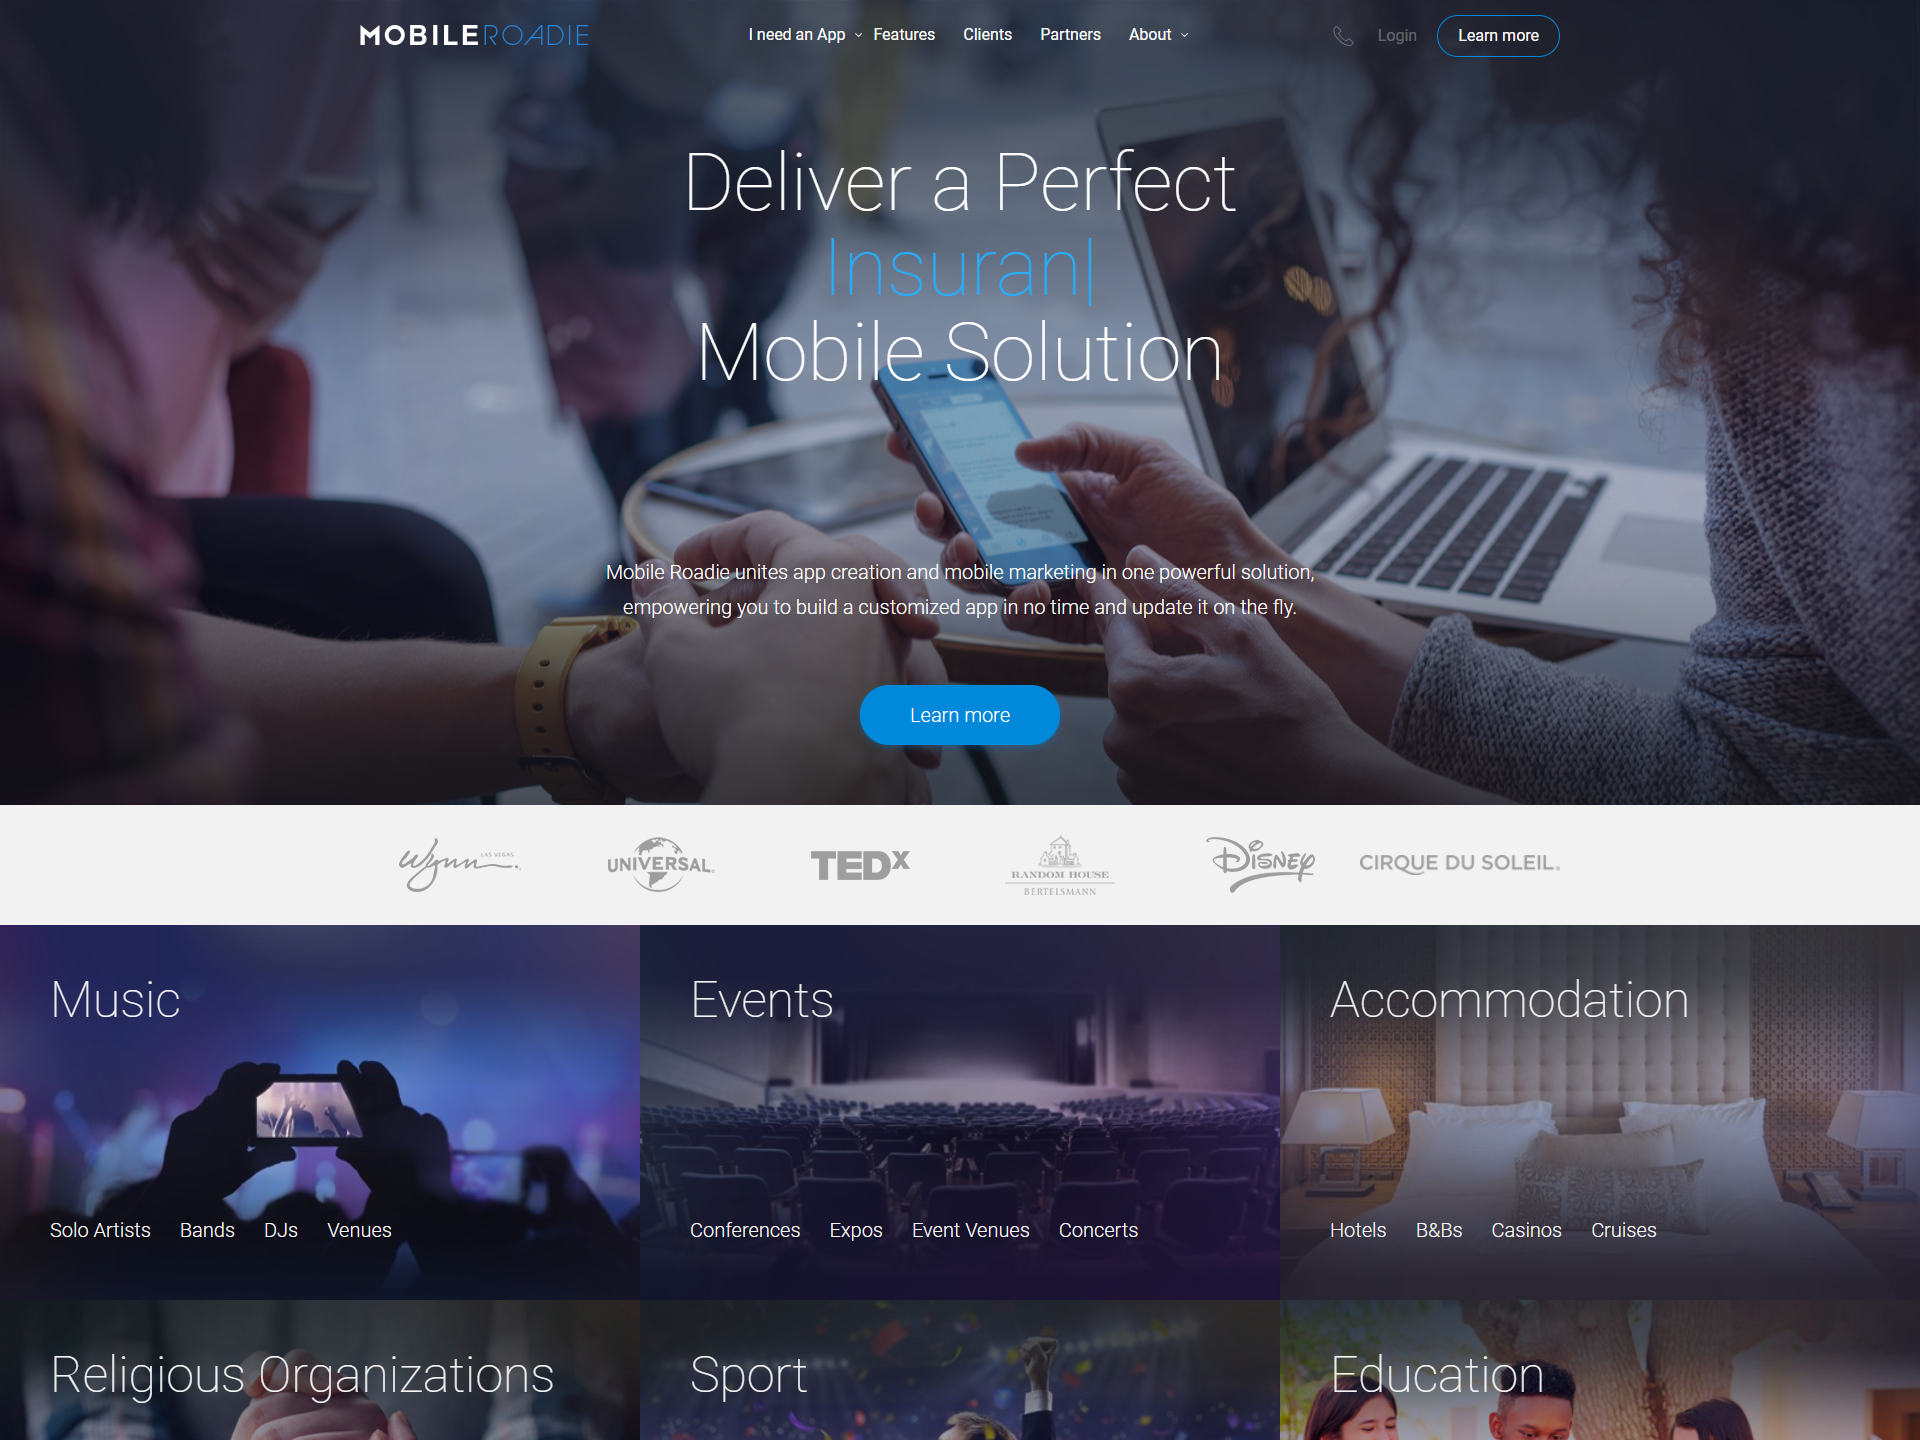 MOBILEROADIE
I need an App Features Clients Partners About
Login Learn more
Deliver a Perfect
Insuran|
Mobile Solution
Mobile Roadie unites app creation and mobile marketing in one powerful solution,
empowering you to build a customized app in no time and update it on the fly.
Learn more
Wynn LAS VEGAS
UNIVERSAL
TEDx
RANDOM HOUSE
BERTELSMANN
Disney
CIRQUE DU SOLEIL
Music
Solo Artists Bands DJs Venues
Events
Conferences Expos Event Venues Concerts
Accommodation
Hotels B&Bs Casinos Cruises
Religious Organizations
Sport
Education